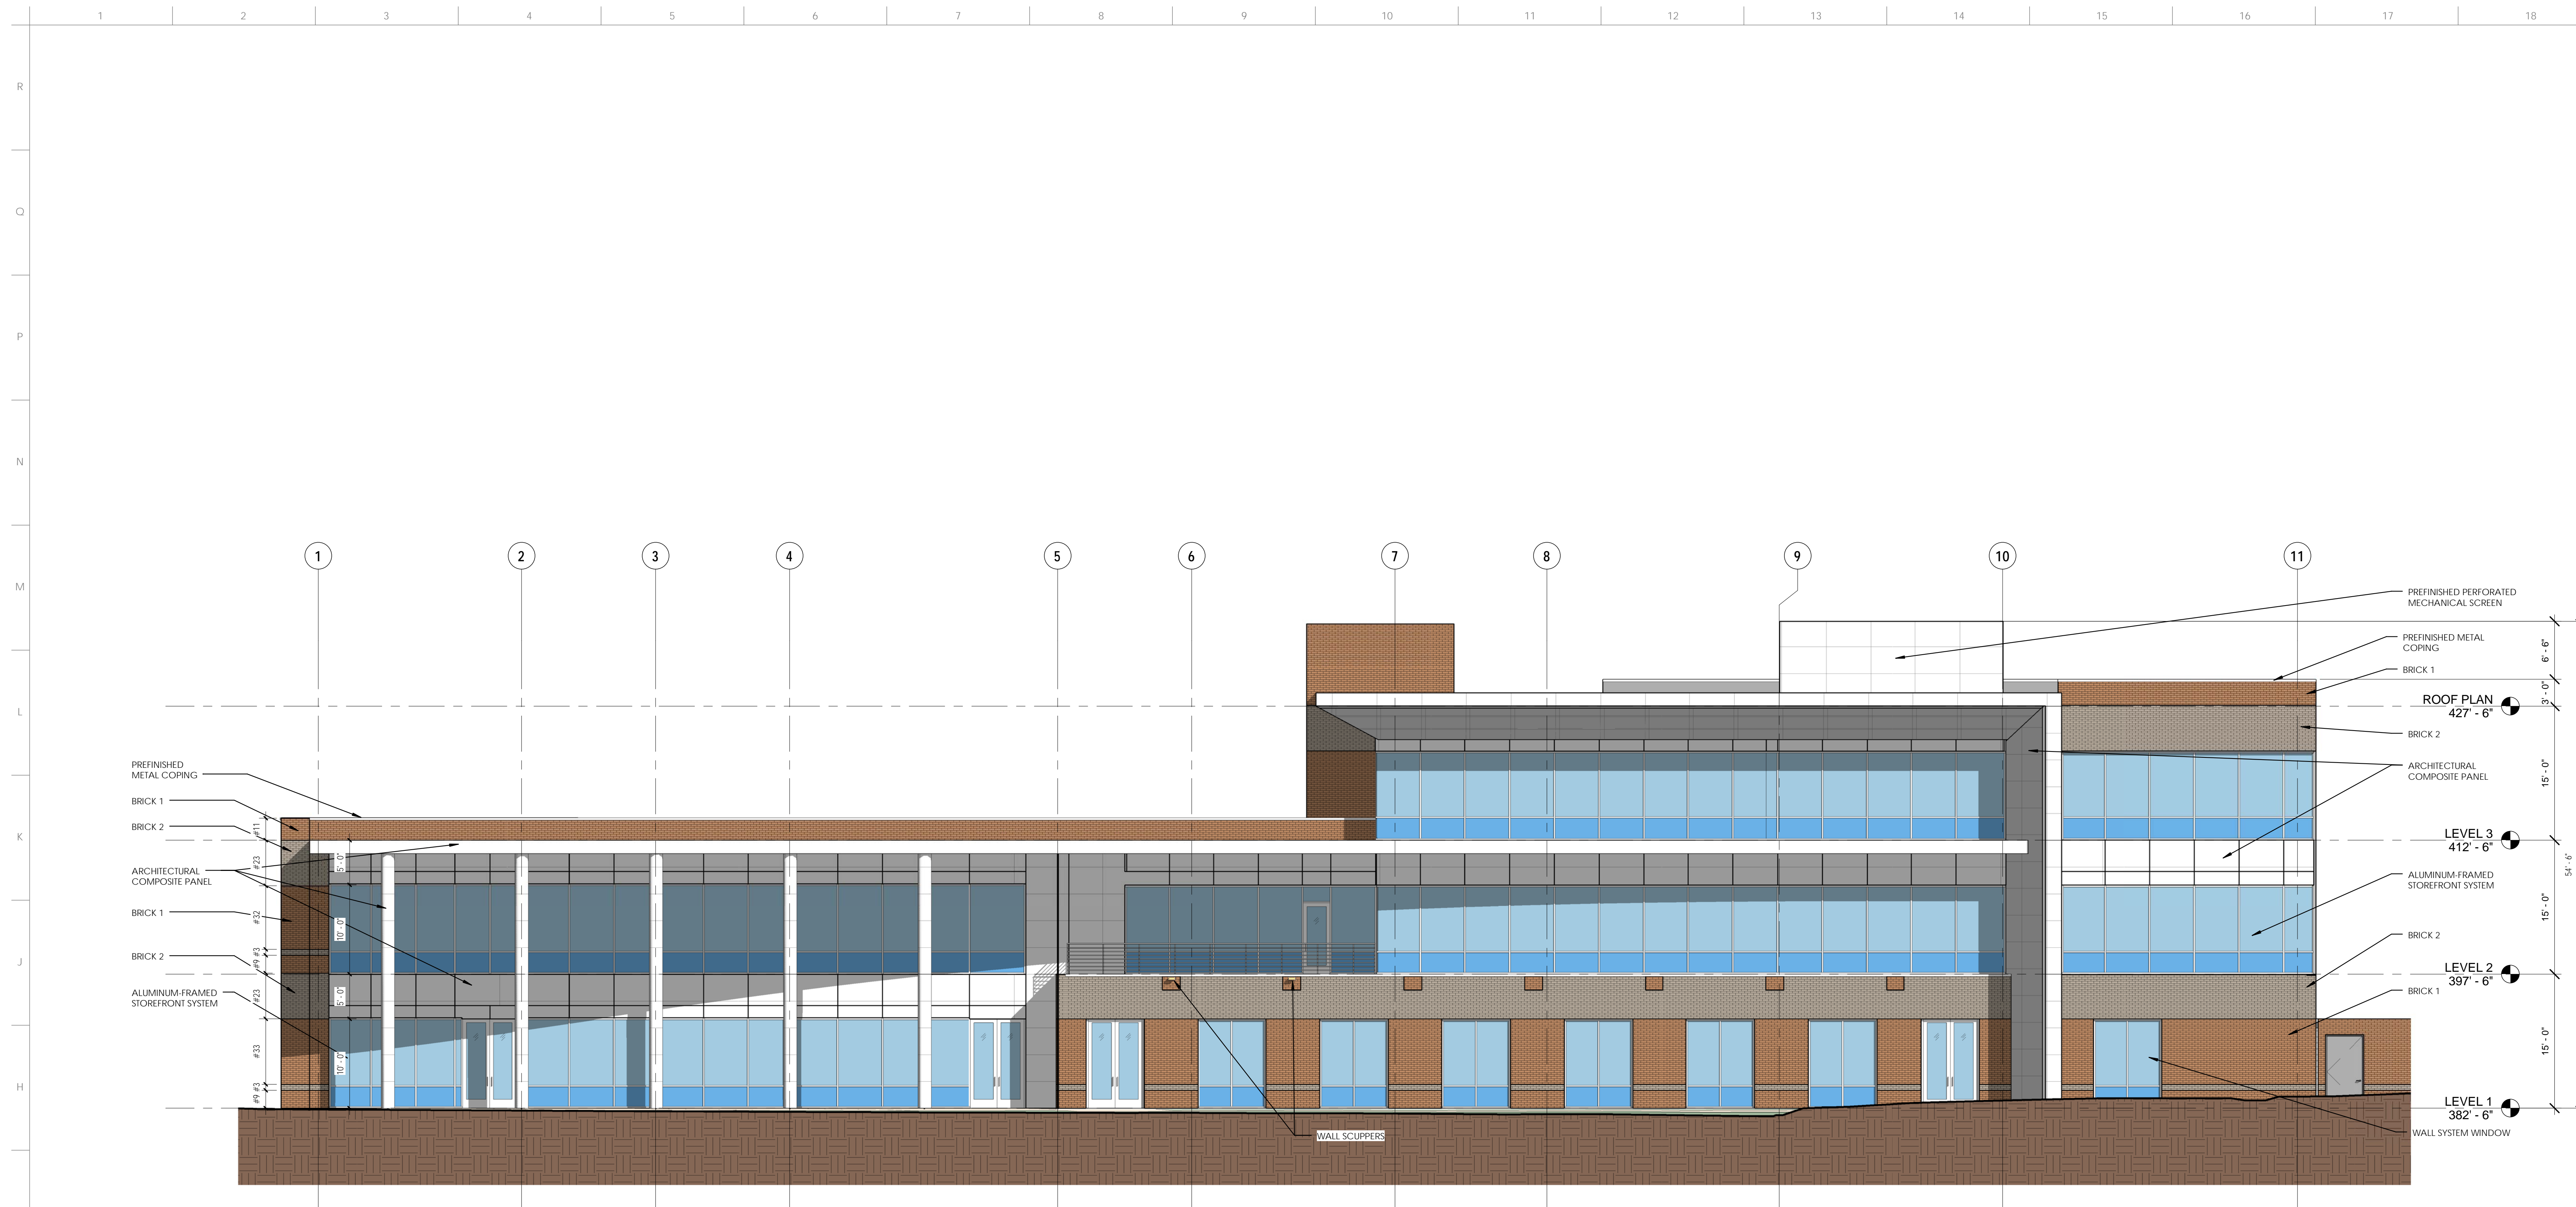 1 2 3 4 5 6 7 8 9 10 11 12 13 14 15 16 17 18
R
Q
P
N
M
L
K
J
H
1 2 3 4 5 6 7 8 9 10 11
PREFINISHED
METAL COPING
BRICK 1
BRICK 2
ARCHITECTURAL
COMPOSITE PANEL
BRICK 1
BRICK 2
ALUMINUM-FRAMED
STOREFRONT SYSTEM
#11
#23
#32
#3
#9
#23
#33
#3
#9
5' - 0"
10' - 0"
5' - 0"
10' - 0"
WALL SCUPPERS
PREFINISHED PERFORATED
MECHANICAL SCREEN
PREFINISHED METAL
COPING
BRICK 1
ROOF PLAN
427' - 6"
BRICK 2
ARCHITECTURAL
COMPOSITE PANEL
LEVEL 3
412' - 6"
ALUMINUM-FRAMED
STOREFRONT SYSTEM
BRICK 2
LEVEL 2
397' - 6"
BRICK 1
LEVEL 1
382' - 6"
WALL SYSTEM WINDOW
6' - 6"
3' - 0"
15' - 0"
15' - 0"
15' - 0"
54' - 6"